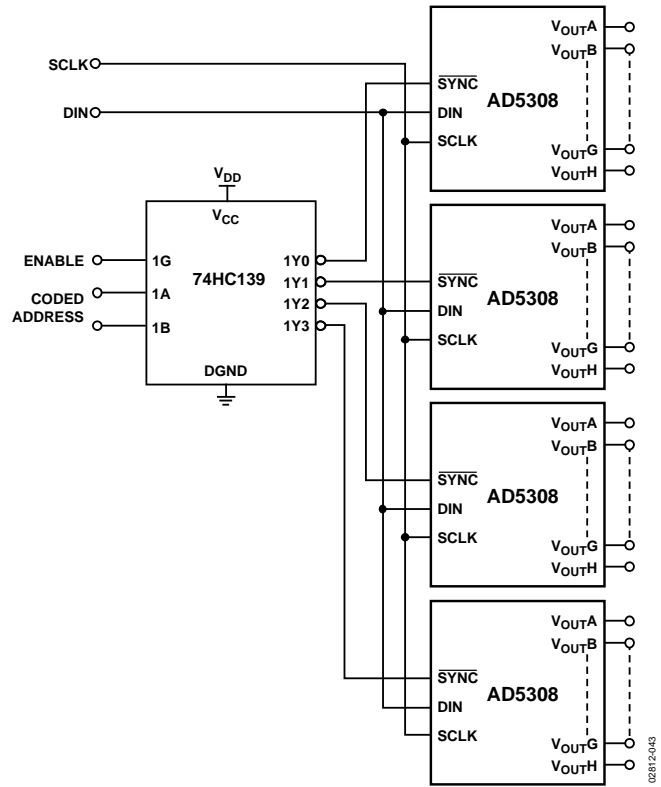 SCLK
DIN
VDD
VCC
ENABLE
CODED
ADDRESS
1G
1A
1B
74HC139
1Y0
1Y1
1Y2
1Y3
DGND
SYNC
DIN
SCLK
AD5308
VOUTA
VOUTB
VOUTG
VOUTH
SYNC
DIN
SCLK
AD5308
VOUTA
VOUTB
VOUTG
VOUTH
SYNC
DIN
SCLK
AD5308
VOUTA
VOUTB
VOUTG
VOUTH
SYNC
DIN
SCLK
AD5308
VOUTA
VOUTB
VOUTG
VOUTH
02812-043